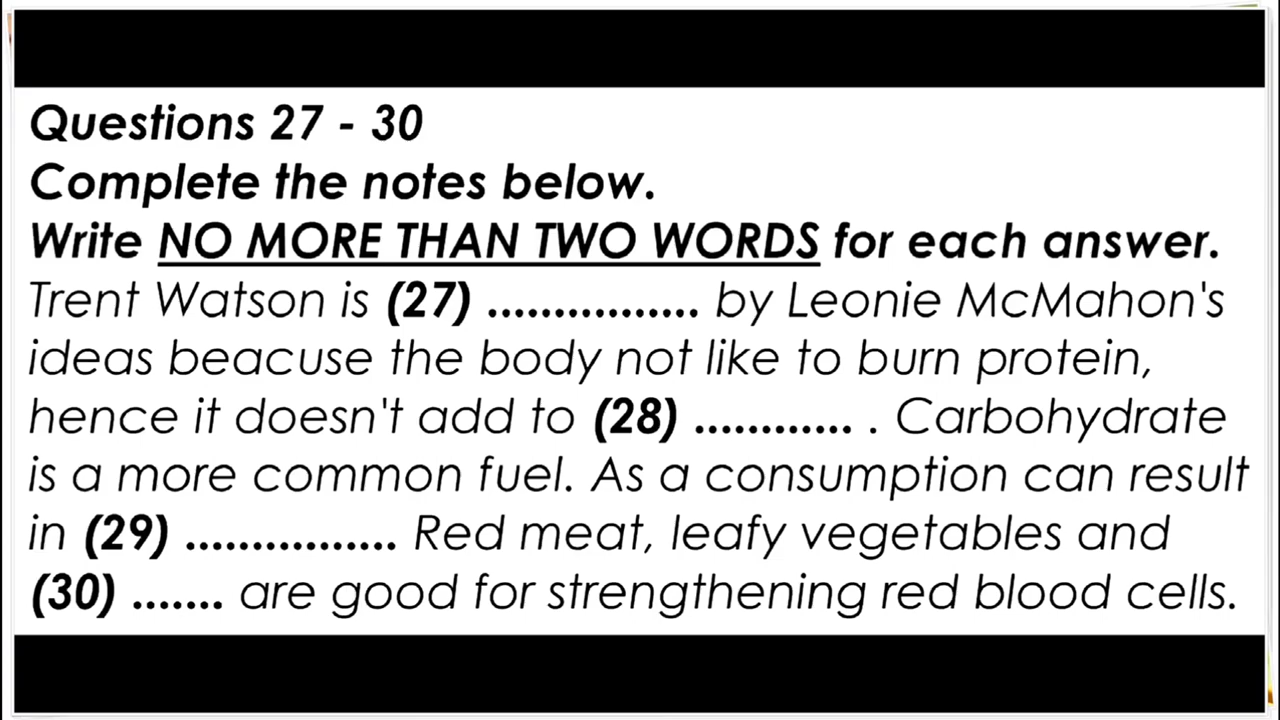 Questions 27 - 30
Complete the notes below.
Write NO MORE THAN TWO WORDS for each answer.
Trent Watson is (27) ................ by Leonie McMahon's
ideas beacuse the body not like to burn protein,
hence it doesn't add to (28) ............ . Carbohydrate
is a more common fuel. As a consumption can result
in (29) ................ Red meat, leafy vegetables and
(30) ....... are good for strengthening red blood cells.